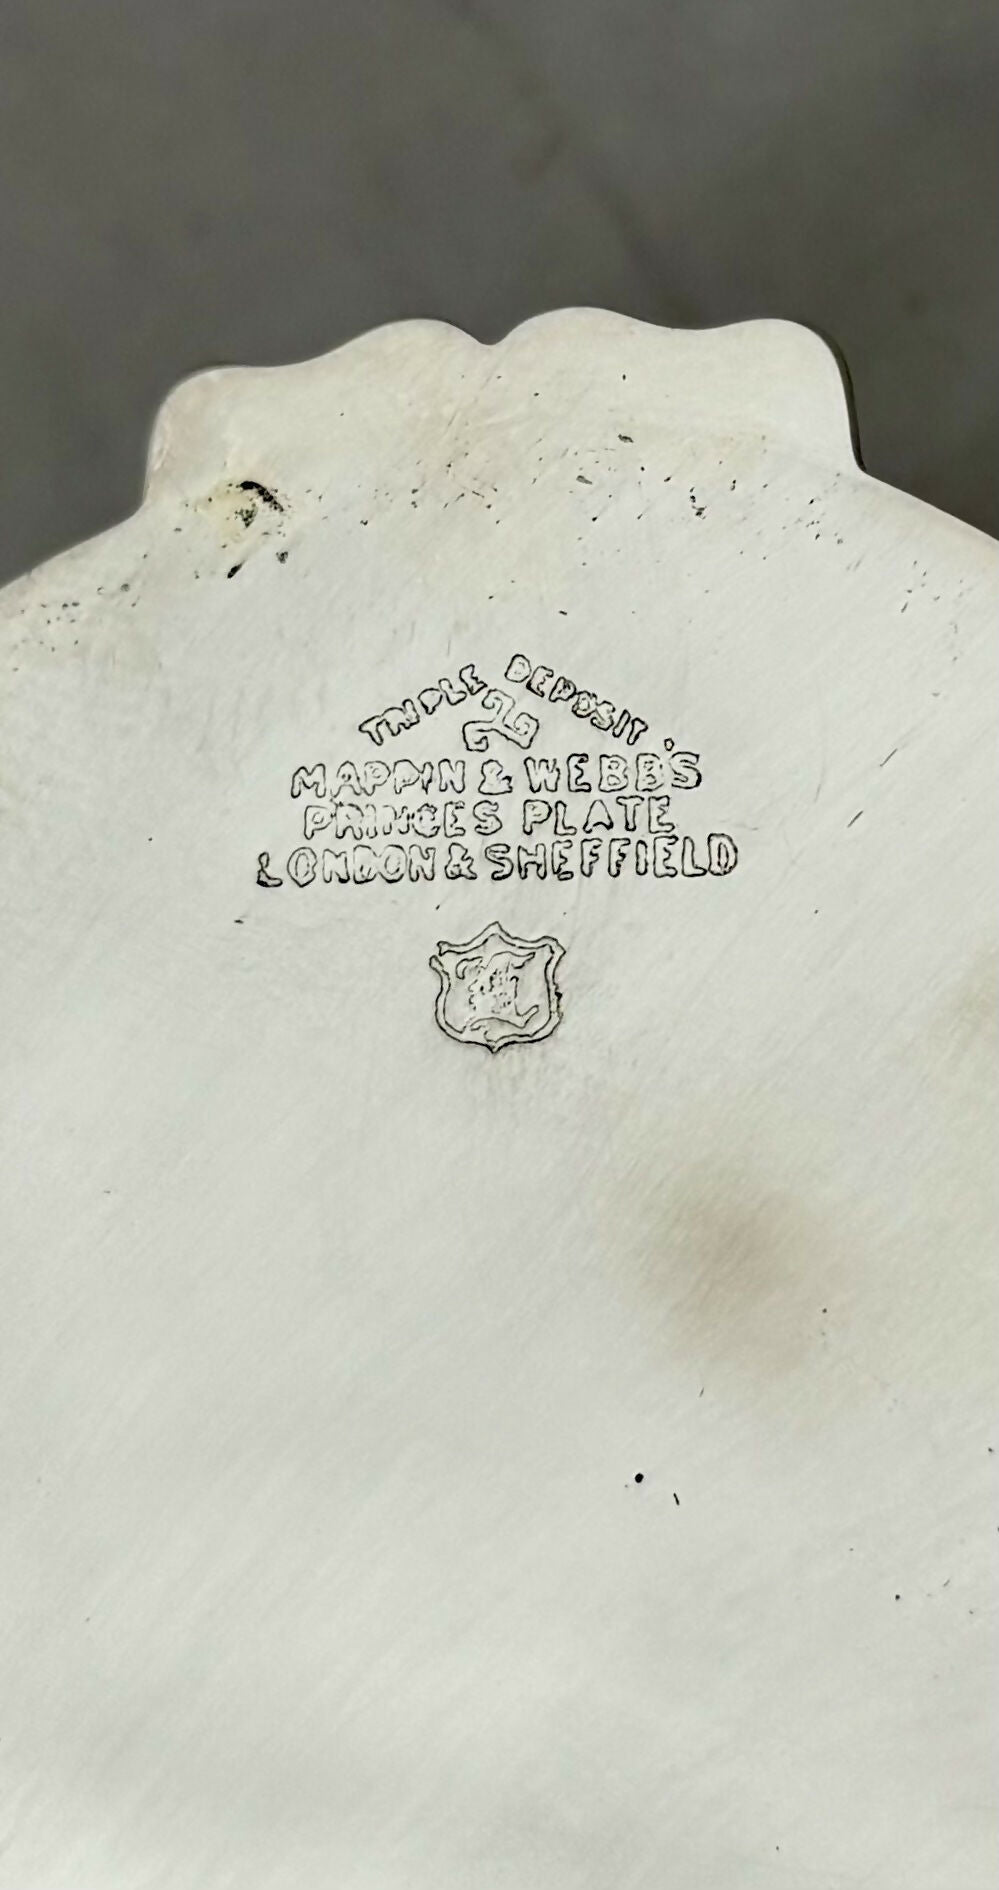 TRIPLE DEPOSIT
MAPPIN & WEBB'S
PRINCES PLATE
LONDON & SHEFFIELD